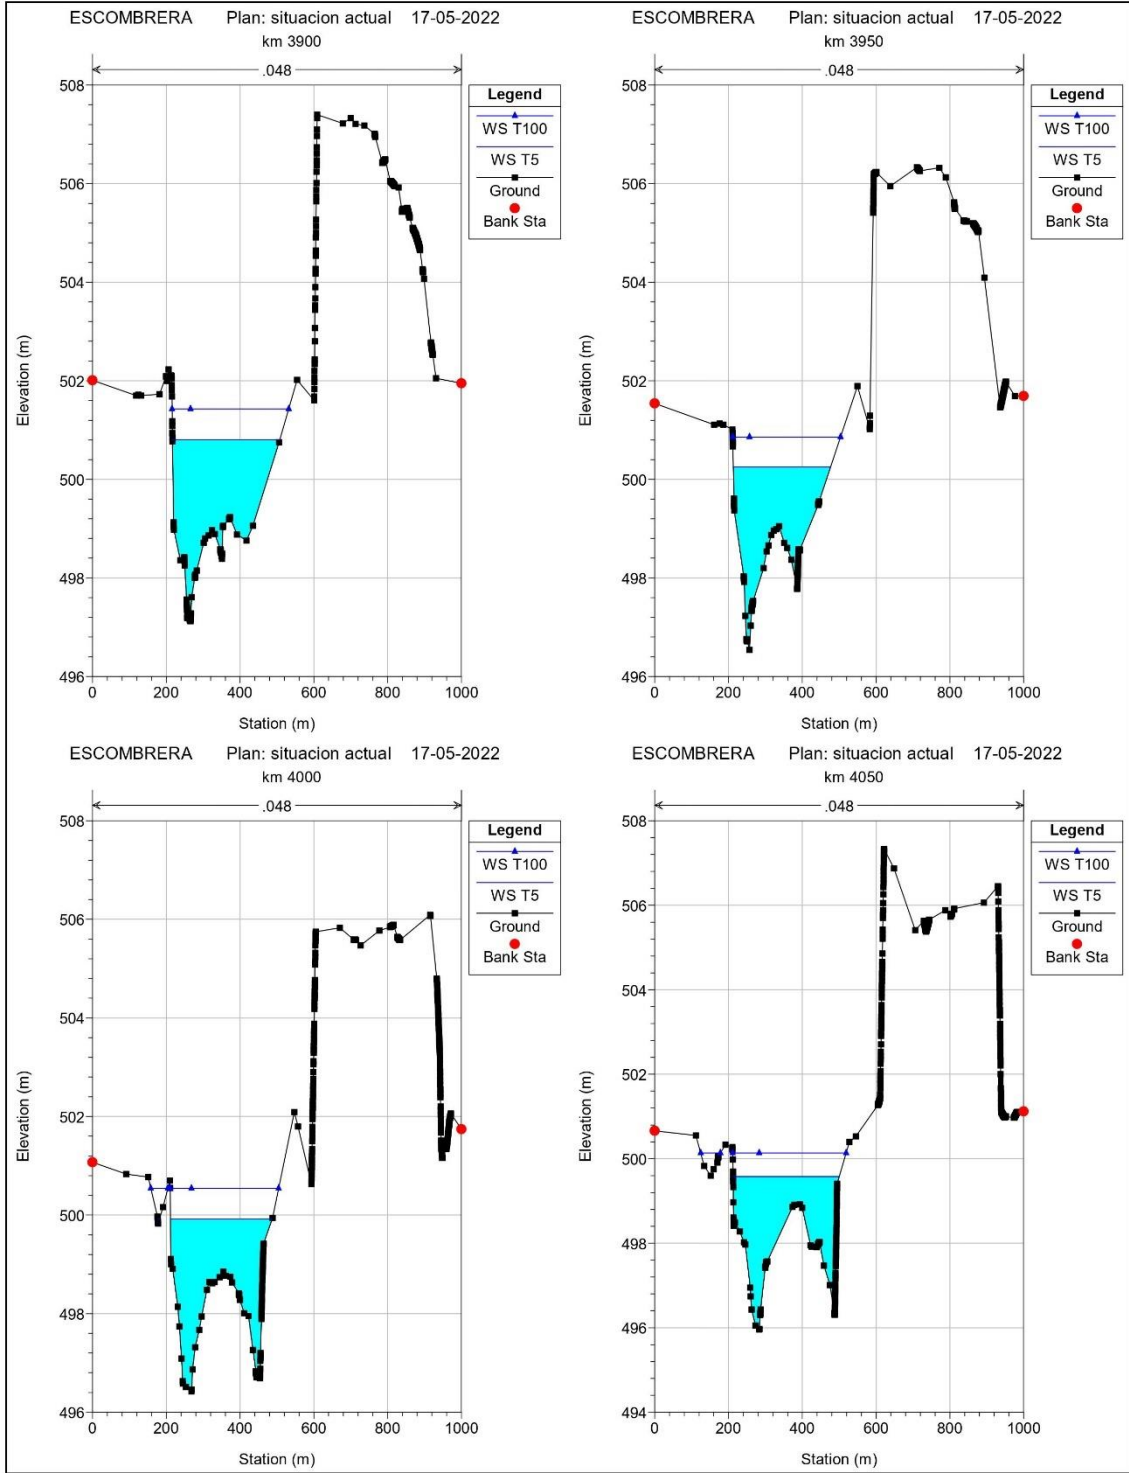 ESCOMBRERA Plan: situacion actual 17-05-2022
km 3900
.048
508
506
504
502
500
498
496
Elevation (m)
0 200 400 600 800 1000
Station (m)
Legend
WS T100
WS T5
Ground
Bank Sta
ESCOMBRERA Plan: situacion actual 17-05-2022
km 3950
.048
508
506
504
502
500
498
496
Elevation (m)
0 200 400 600 800 1000
Station (m)
Legend
WS T100
WS T5
Ground
Bank Sta
ESCOMBRERA Plan: situacion actual 17-05-2022
km 4000
.048
508
506
504
502
500
498
496
Elevation (m)
0 200 400 600 800 1000
Station (m)
Legend
WS T100
WS T5
Ground
Bank Sta
ESCOMBRERA Plan: situacion actual 17-05-2022
km 4050
.048
508
506
504
502
500
498
496
494
Elevation (m)
0 200 400 600 800 1000
Station (m)
Legend
WS T100
WS T5
Ground
Bank Sta